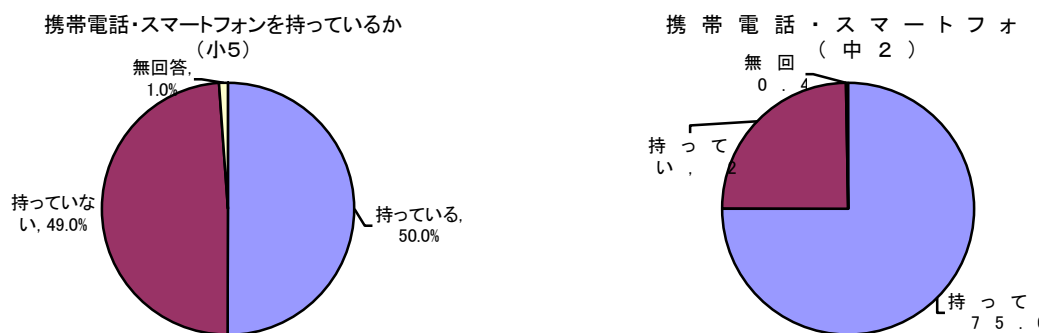 携帯電話・スマートフォンを持っているか
(小5)
無回答,
1.0%
持っていな
い, 49.0%
持っている,
50.0%
携帯電話・スマートフォ
(中2)
無回
0.4
持って
い, 2
持って
75.